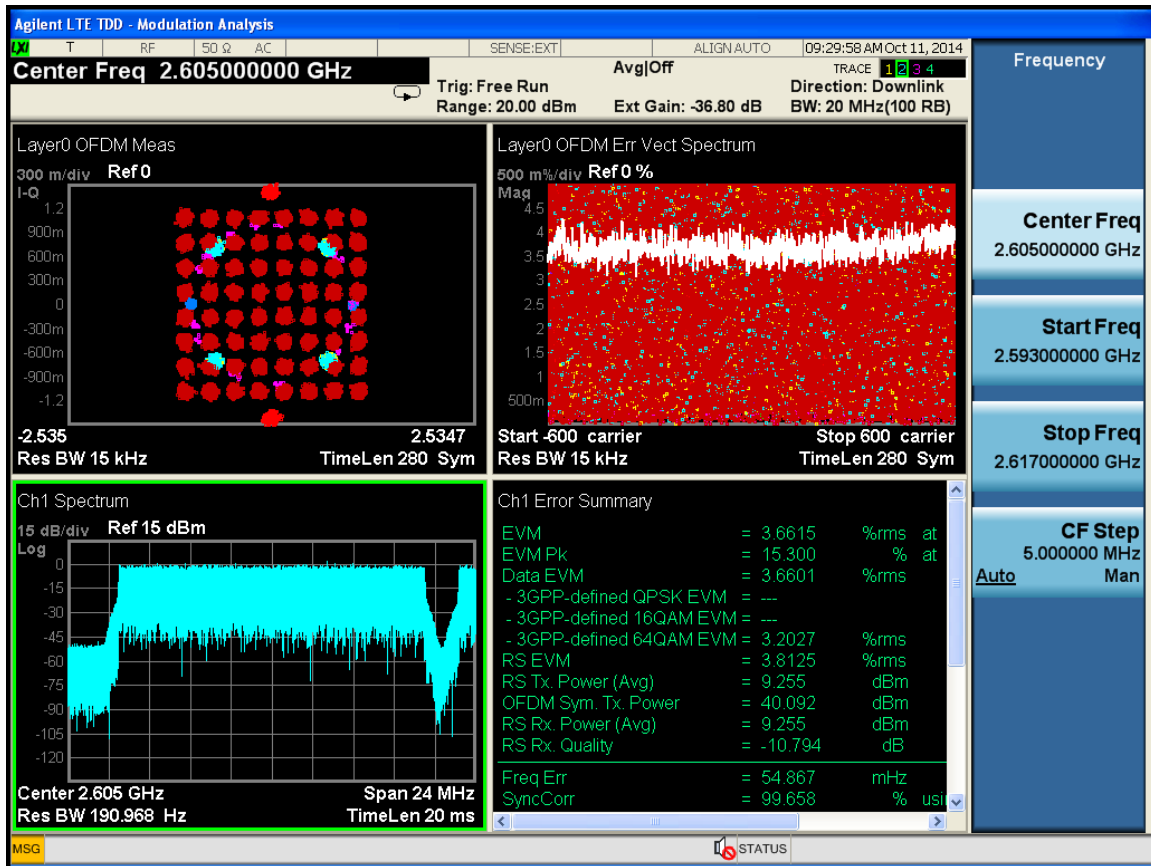 Agilent LTE TDD - Modulation Analysis
LXI T RF 50 Ω AC SENSE:EXT ALIGN AUTO 09:29:58 AM Oct 11, 2014
Center Freq 2.605000000 GHz
Avg|Off
TRACE 1 2 3 4
Trig: Free Run
Direction: Downlink
Range: 20.00 dBm
Ext Gain: -36.80 dB
BW: 20 MHz(100 RB)
Layer0 OFDM Meas
300 m/div Ref 0
I-Q
1.2
900m
600m
300m
0
-300m
-600m
-900m
-1.2
-2.535 2.5347
Res BW 15 kHz TimeLen 280 Sym
Layer0 OFDM Err Vect Spectrum
500 m%/div Ref 0 %
Mag
4.5
4
3.5
3
2.5
2
1.5
1
500m
Start -600 carrier Stop 600 carrier
Res BW 15 kHz TimeLen 280 Sym
Ch1 Spectrum
15 dB/div Ref 15 dBm
Log
0
-15
-30
-45
-60
-75
-90
-105
-120
Center 2.605 GHz Span 24 MHz
Res BW 190.968 Hz TimeLen 20 ms
Ch1 Error Summary
EVM = 3.6615 %rms at
EVM Pk = 15.300 % at
Data EVM = 3.6601 %rms
- 3GPP-defined QPSK EVM = ---
- 3GPP-defined 16QAM EVM = ---
- 3GPP-defined 64QAM EVM = 3.2027 %rms
RS EVM = 3.8125 %rms
RS Tx. Power (Avg) = 9.255 dBm
OFDM Sym. Tx. Power = 40.092 dBm
RS Rx. Power (Avg) = 9.255 dBm
RS Rx. Quality = -10.794 dB
Freq Err = 54.867 mHz
SyncCorr = 99.658 % usi
Frequency
Center Freq
2.605000000 GHz
Start Freq
2.593000000 GHz
Stop Freq
2.617000000 GHz
CF Step
5.000000 MHz
Auto Man
MSG STATUS